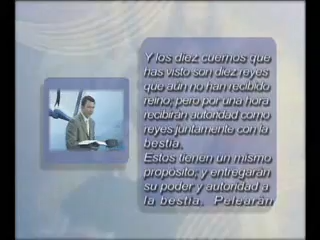 Y los diez cuernos que
has visto son diez reyes
que aún no han recibido
reino; pero por una hora
recibirán autoridad como
reyes juntamente con la
bestia.
Estos tienen un mismo
propósito; y entregarán
su poder y autoridad a
la bestia. Pelearán